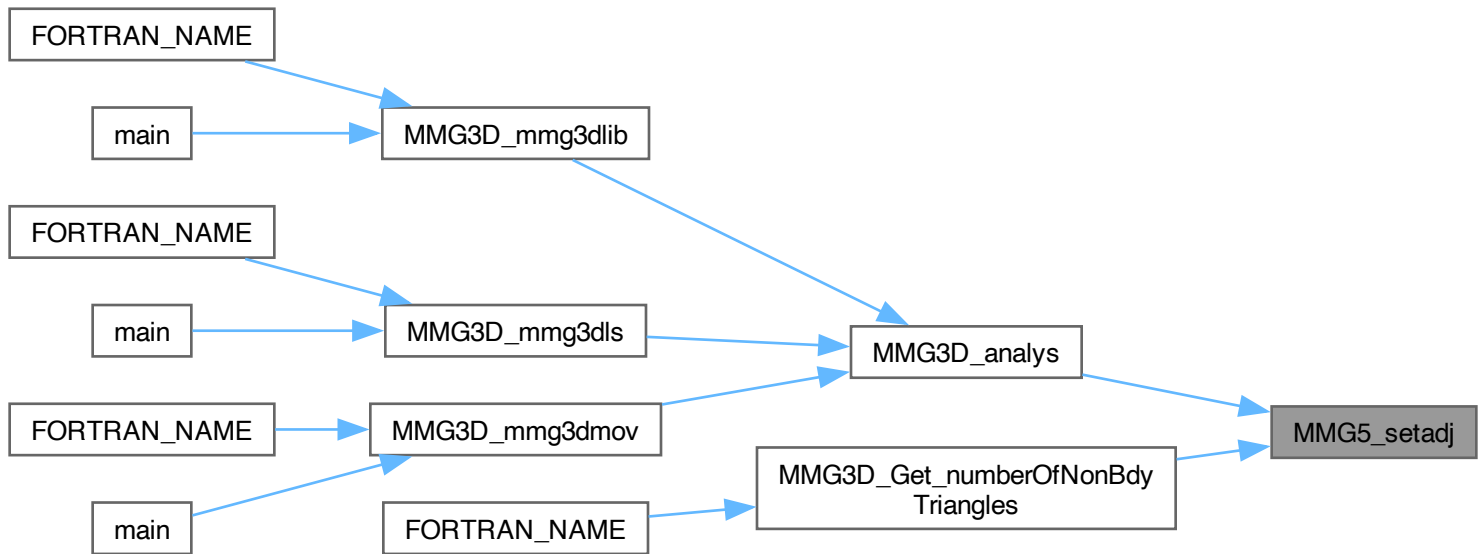 FORTRAN_NAME
main
MMG3D_mmg3dlib
FORTRAN_NAME
main
MMG3D_mmg3dls
MMG3D_analys
FORTRAN_NAME
MMG3D_mmg3dmov
MMG5_setadj
main
MMG3D_Get_numberOfNonBdy
Triangles
FORTRAN_NAME